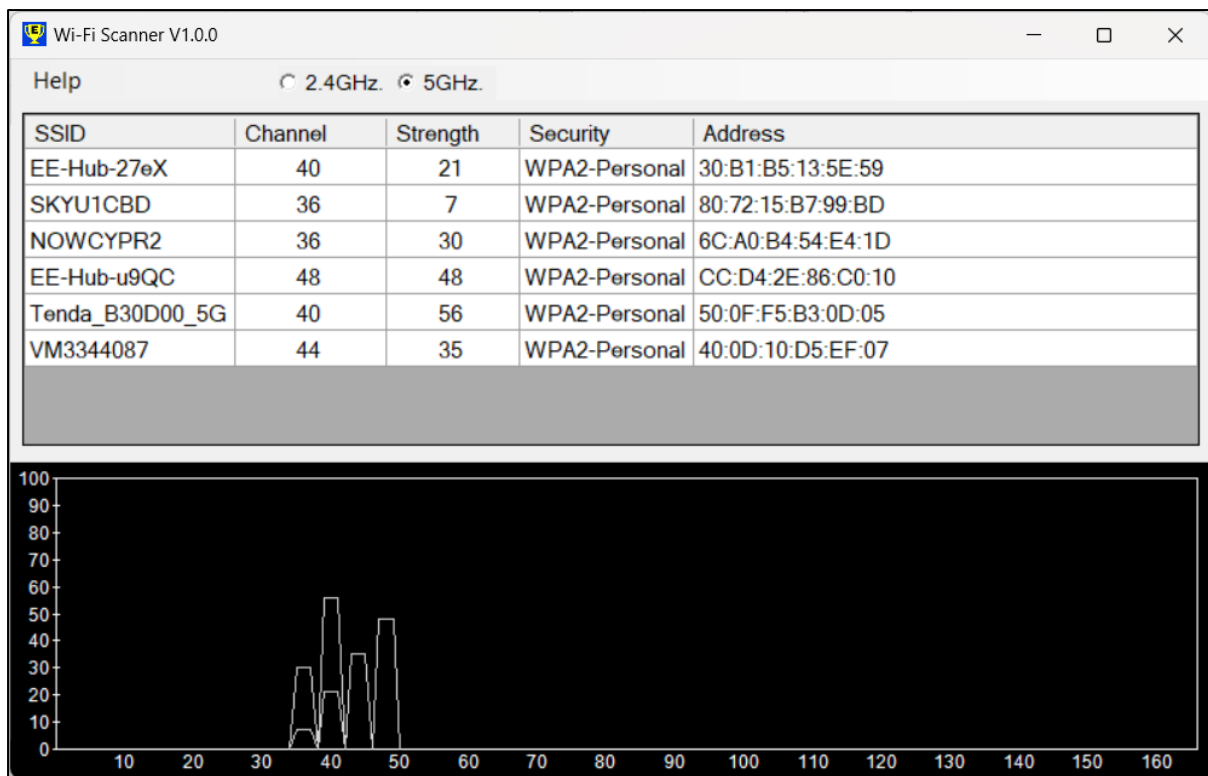 Wi-Fi Scanner V1.0.0
Help 2.4GHz. 5GHz.
SSID Channel Strength Security Address
EE-Hub-27eX 40 21 WPA2-Personal 30:B1:B5:13:5E:59
SKYU1CBD 36 7 WPA2-Personal 80:72:15:B7:99:BD
NOWCYPR2 36 30 WPA2-Personal 6C:A0:B4:54:E4:1D
EE-Hub-u9QC 48 48 WPA2-Personal CC:D4:2E:86:C0:10
Tenda_B30D00_5G 40 56 WPA2-Personal 50:0F:F5:B3:0D:05
VM3344087 44 35 WPA2-Personal 40:0D:10:D5:EF:07
100
90
80
70
60
50
40
30
20
10
0
10 20 30 40 50 60 70 80 90 100 110 120 130 140 150 160